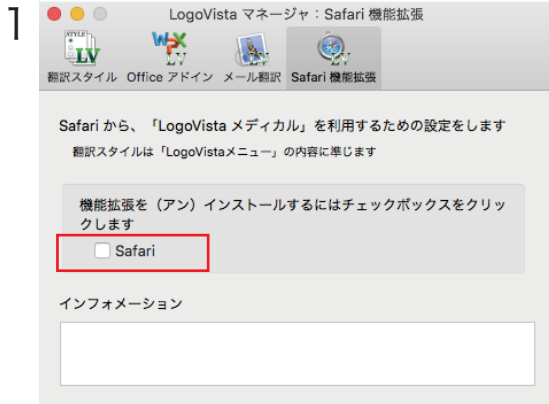 1
LogoVista マネージャ：Safari 機能拡張
翻訳スタイル Office アドイン メール翻訳 Safari 機能拡張
Safari から、「LogoVista メディカル」を利用するための設定をします
翻訳スタイルは「LogoVistaメニュー」の内容に準じます
機能拡張を（アン）インストールするにはチェックボックスをクリッ
クします
Safari
インフォメーション